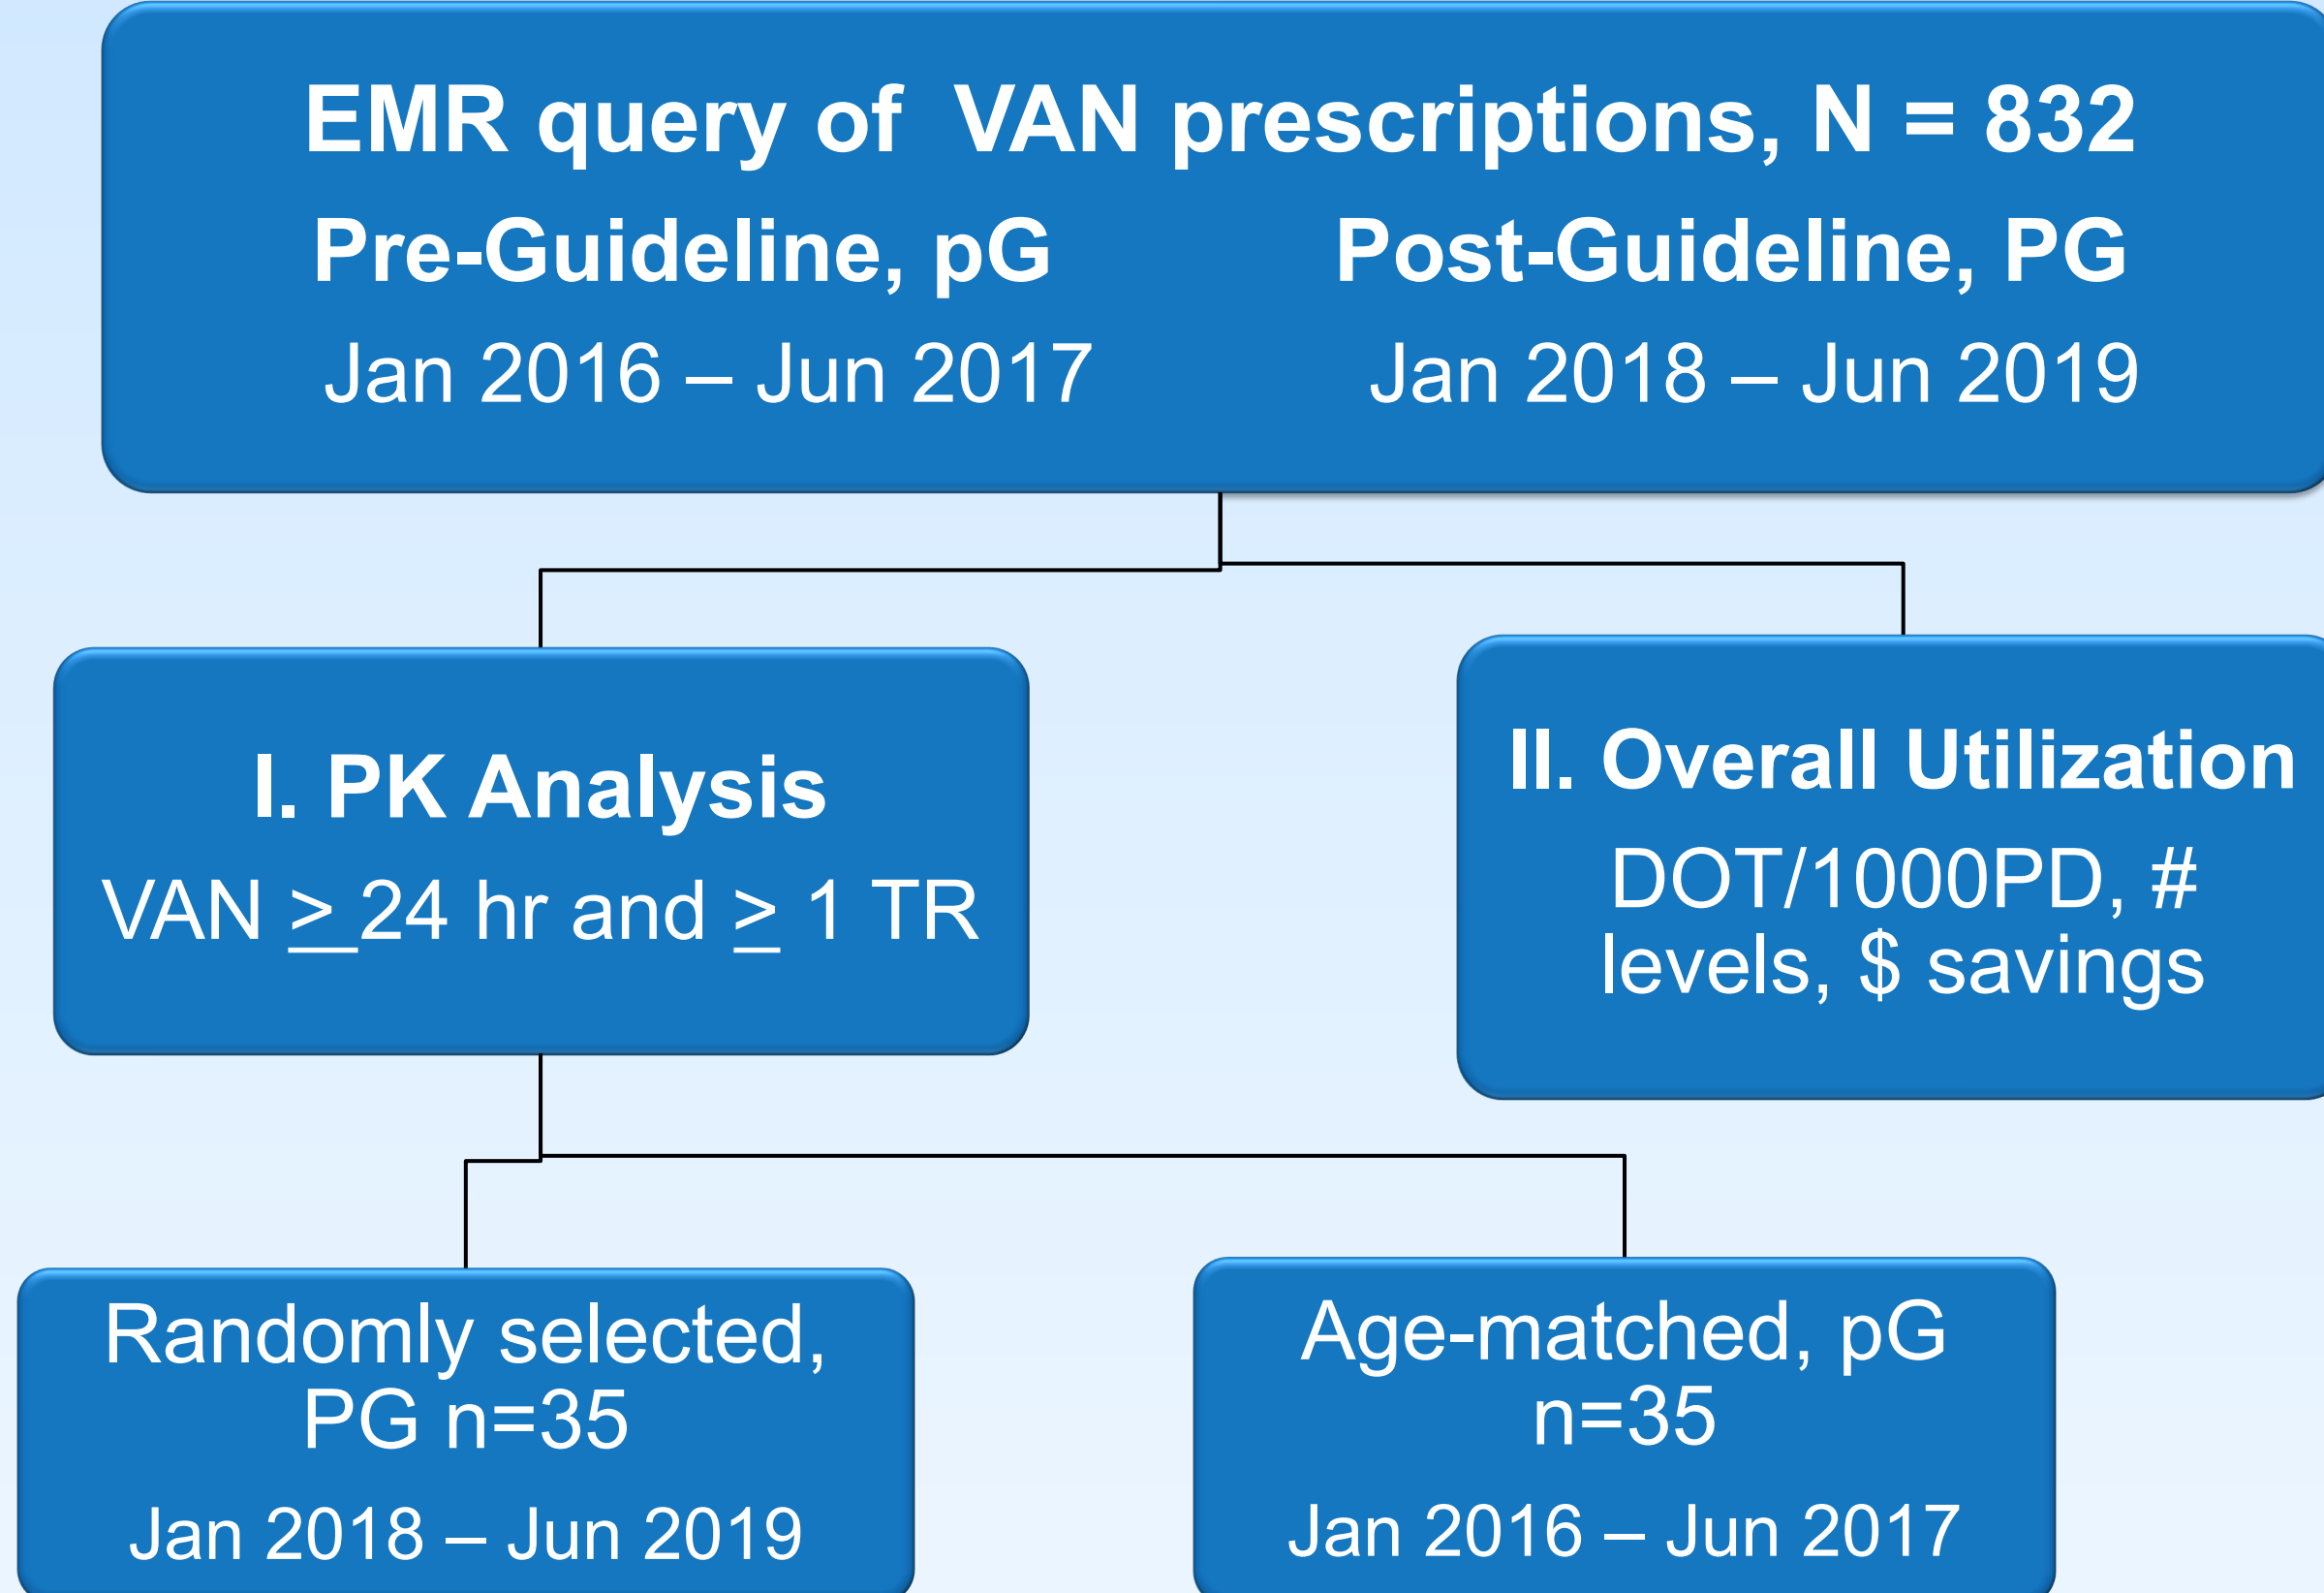 EMR query of VAN prescriptions, N = 832
Pre-Guideline, pG Post-Guideline, PG
Jan 2016 – Jun 2017 Jan 2018 – Jun 2019
I. PK Analysis
VAN ≥ 24 hr and ≥ 1 TR
II. Overall Utilization
DOT/1000PD, #
levels, $ savings
Randomly selected,
PG n=35
Jan 2018 – Jun 2019
Age-matched, pG
n=35
Jan 2016 – Jun 2017